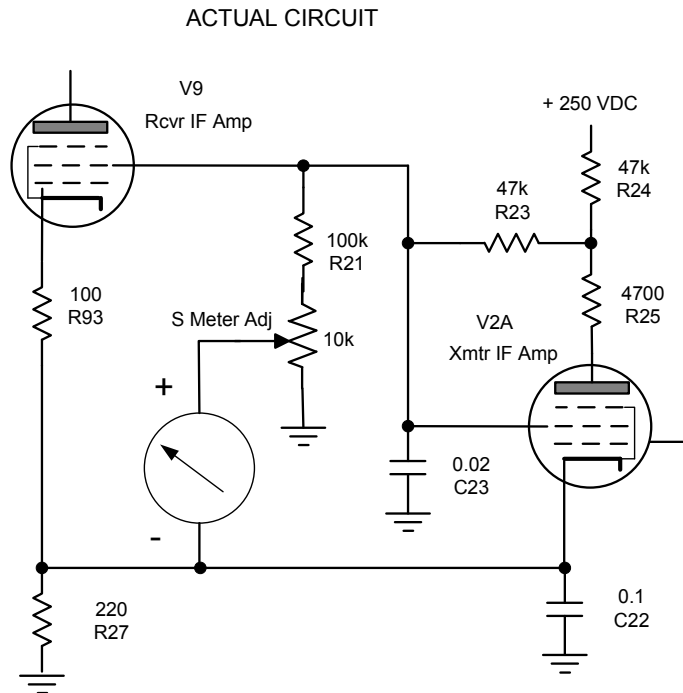 ACTUAL CIRCUIT
V9
Rcvr IF Amp
+ 250 VDC
47k
R24
47k
R23
100k
R21
4700
R25
100
R93
S Meter Adj
10k
V2A
Xmtr IF Amp
+
0.02
C23
-
220
R27
0.1
C22